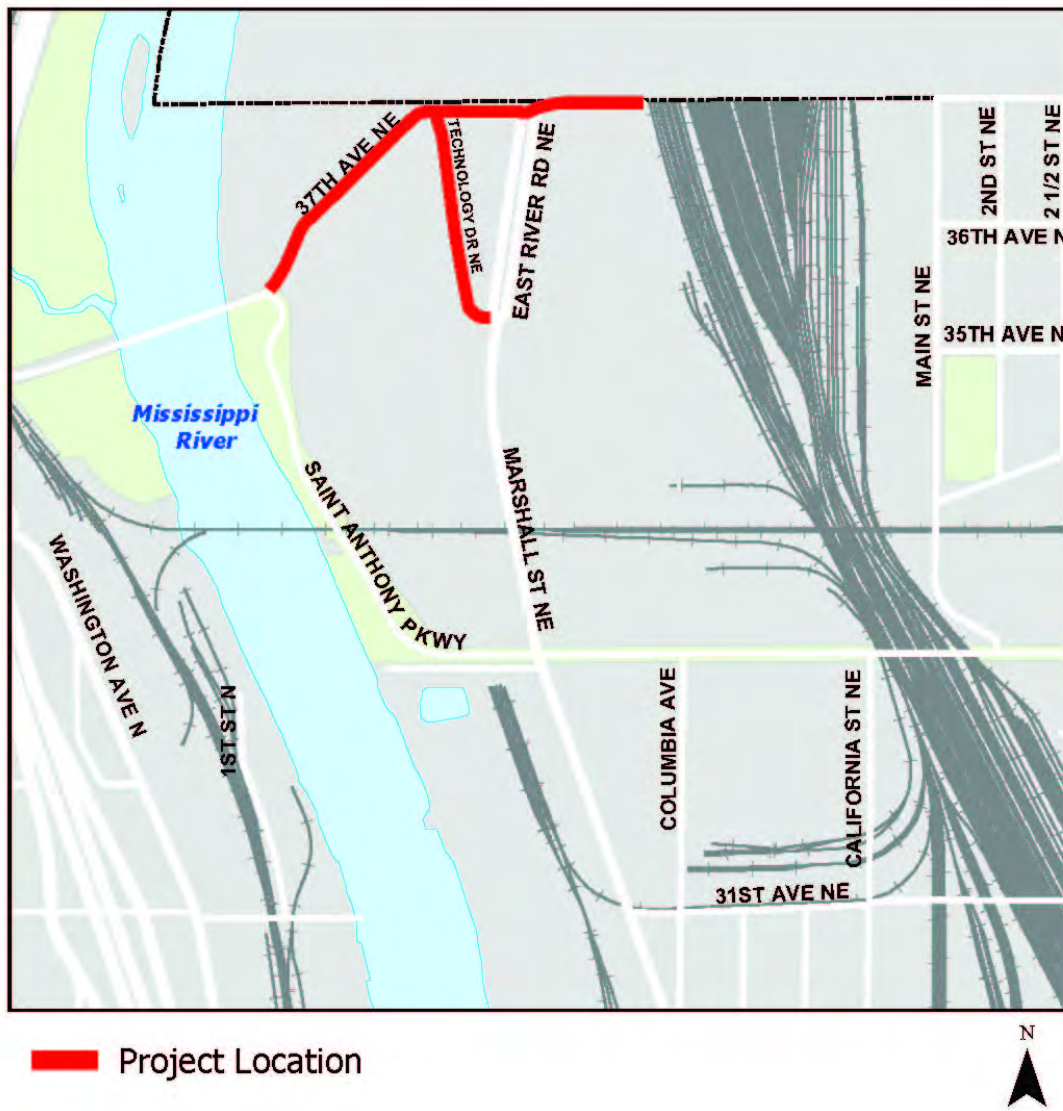 37TH AVE NE
TECHNOLOGY DR NE
EAST RIVER RD NE
2ND ST NE
2 1/2 ST NE
36TH AVE N
MAIN ST NE
35TH AVE N
Mississippi
River
SAINT ANTHONY PKWY
MARSHALL ST NE
WASHINGTON AVE N
1ST ST N
COLUMBIA AVE
CALIFORNIA ST NE
31ST AVE NE
Project Location
N